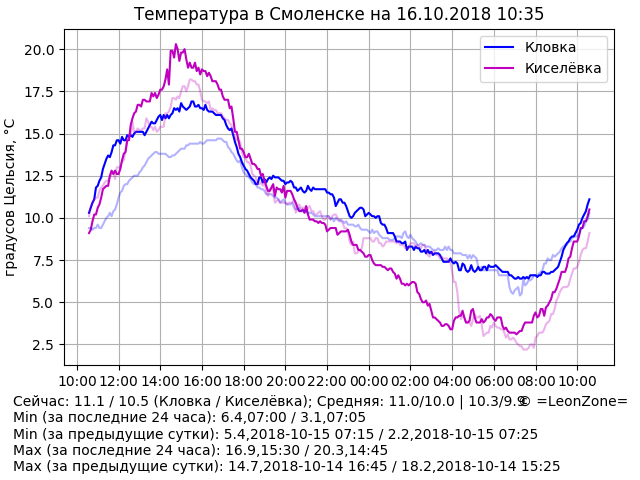 Температура в Смоленске на 16.10.2018 10:35
Кловка
Киселёвка
градусов Цельсия, °C
20.0
17.5
15.0
12.5
10.0
7.5
5.0
2.5
10:00 12:00 14:00 16:00 18:00 20:00 22:00 00:00 02:00 04:00 06:00 08:00 10:00
Сейчас: 11.1 / 10.5 (Кловка / Киселёвка); Средняя: 11.0/10.0 | 10.3/9.9 © =LeonZone=
Min (за последние 24 часа): 6.4,07:00 / 3.1,07:05
Min (за предыдущие сутки): 5.4,2018-10-15 07:15 / 2.2,2018-10-15 07:25
Max (за последние 24 часа): 16.9,15:30 / 20.3,14:45
Max (за предыдущие сутки): 14.7,2018-10-14 16:45 / 18.2,2018-10-14 15:25